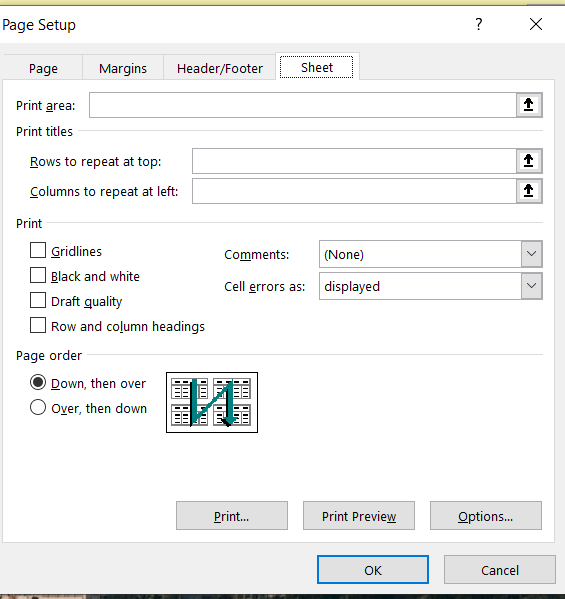 Page Setup
?
Page Margins Header/Footer Sheet
Print area:
Print titles
Rows to repeat at top:
Columns to repeat at left:
Print
Gridlines Comments: (None)
Black and white
Cell errors as: displayed
Draft quality
Row and column headings
Page order
Down, then over
Over, then down
Print... Print Preview Options...
OK Cancel